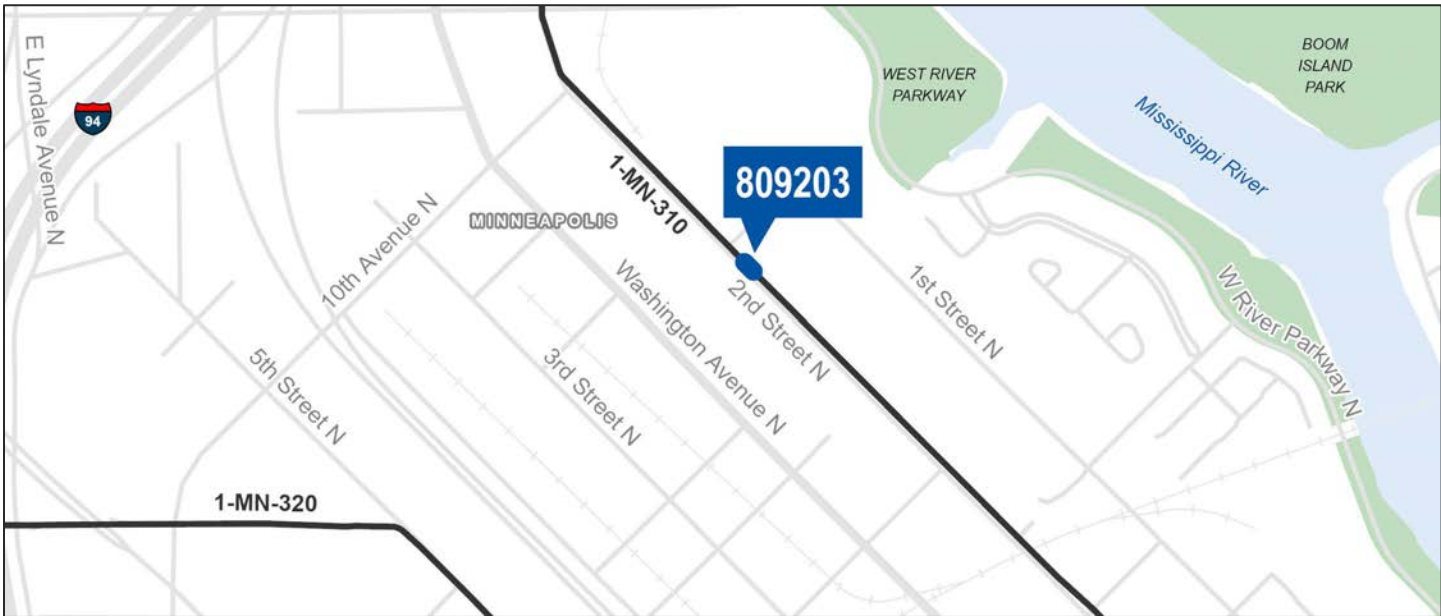 E Lyndale Avenue N
94
BOOM
ISLAND
PARK
WEST RIVER
PARKWAY
Mississippi River
809203
1-MN-310
MINNEAPOLIS
10th Avenue N
Washington Avenue N
2nd Street N
1st Street N
W River Parkway N
5th Street N
3rd Street N
1-MN-320